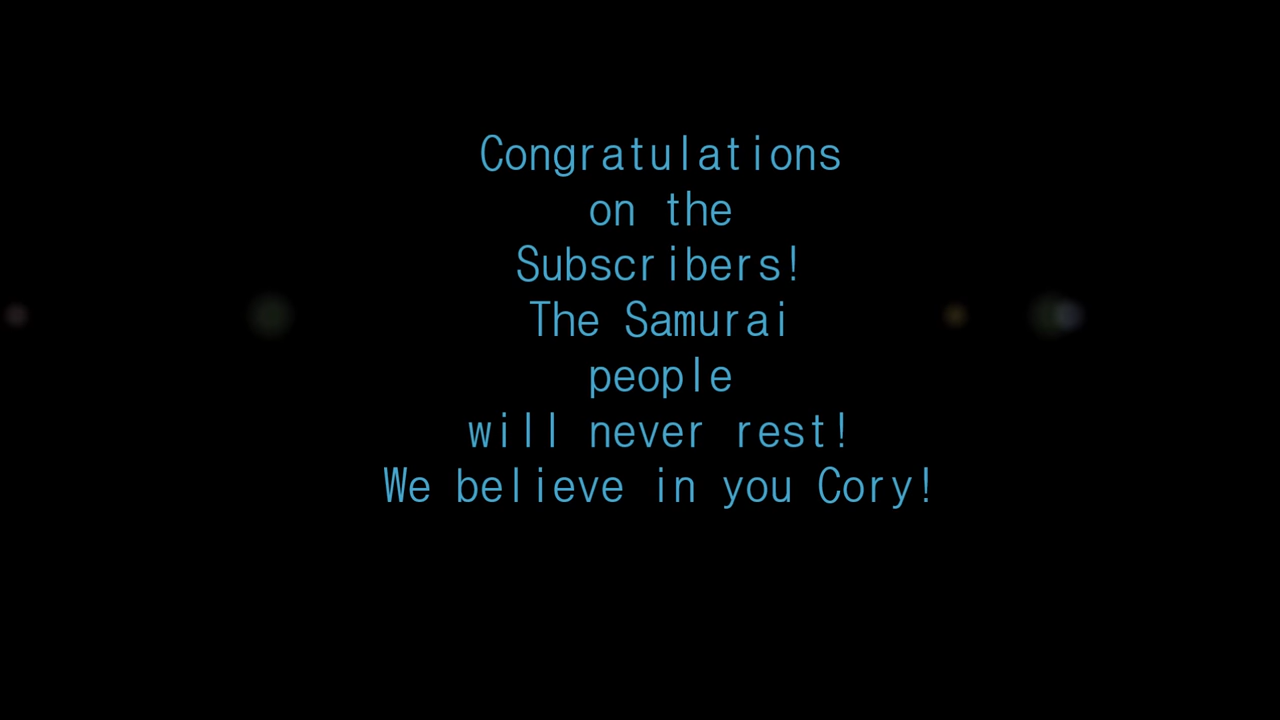 Congratulations
on the
Subscribers!
The Samurai
people
will never rest!
We believe in you Cory!